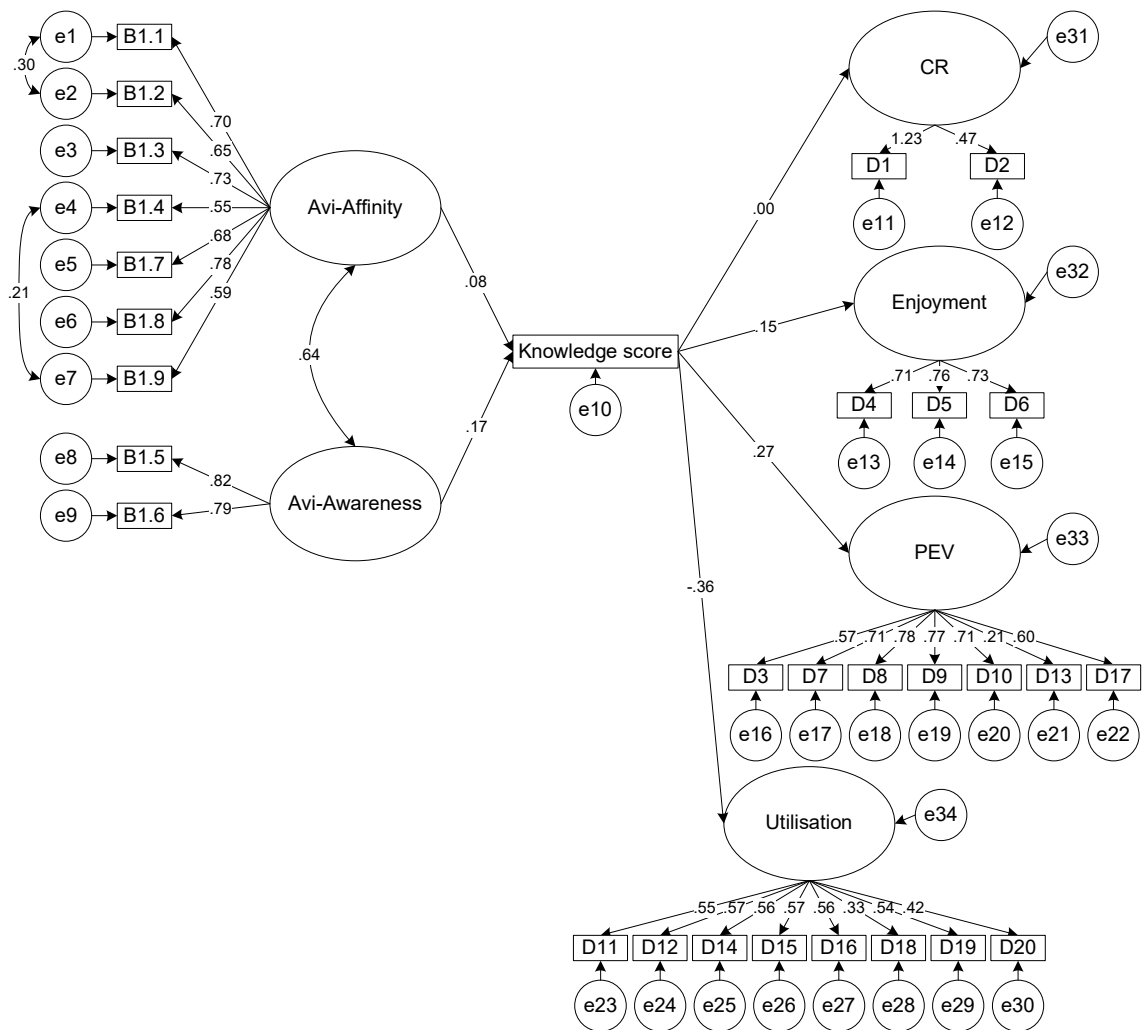 e1 B1.1
.30
e2 B1.2
e3 B1.3
e4 B1.4
e5 B1.7
.21
e6 B1.8
e7 B1.9
e8 B1.5
e9 B1.6
.70
.65
.73
.55
.68
.78
.59
.82
.79
Avi-Affinity
.64
Avi-Awareness
.08
.17
Knowledge score
e10
.00
.15
.27
-.36
CR
e31
1.23 .47
D1 D2
e11 e12
Enjoyment
e32
.71 .76 .73
D4 D5 D6
e13 e14 e15
PEV
e33
.57 .71 .78 .77 .71 .21 .60
D3 D7 D8 D9 D10 D13 D17
e16 e17 e18 e19 e20 e21 e22
Utilisation
e34
.55 .57 .56 .57 .56 .33 .54 .42
D11 D12 D14 D15 D16 D18 D19 D20
e23 e24 e25 e26 e27 e28 e29 e30